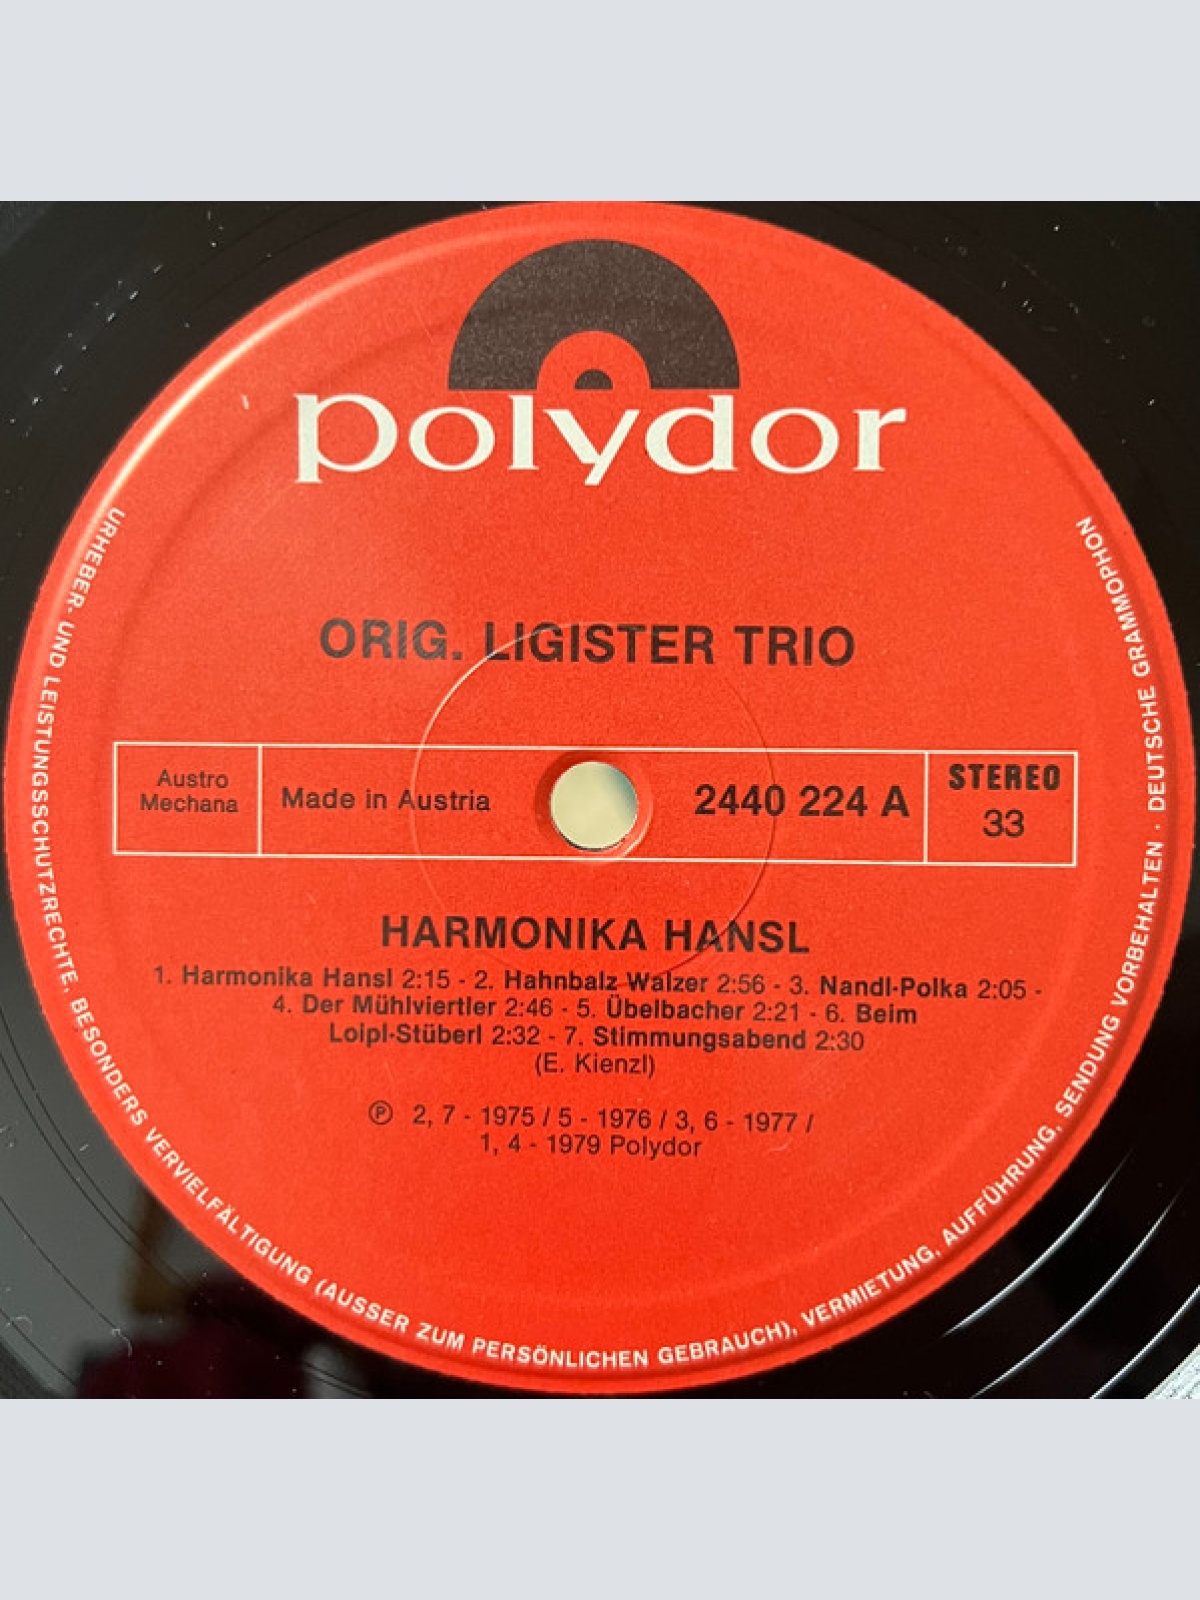 polydor
ORIG. LIGISTER TRIO
Austro
Mechana
Made in Austria
2440 224 A
STEREO
33
HARMONIKA HANSL
1. Harmonika Hansl 2:15 - 2. Hahnbalz Walzer 2:56 - 3. Nandl-Polka 2:05 -
4. Der Mühlviertler 2:46 - 5. Übelbacher 2:21 - 6. Beim
Loipl-Stüberl 2:32 - 7. Stimmungsabend 2:30
(E. Kienzl)
Ⓟ 2, 7 - 1975 / 5 - 1976 / 3, 6 - 1977 /
1, 4 - 1979 Polydor
URHEBER- UND LEISTUNGSSCHUTZRECHTE, BESONDERS VERVIELFÄLTIGUNG (AUSSER ZUM PERSÖNLICHEN GEBRAUCH), VERMIETUNG, AUFFÜHRUNG, SENDUNG VORBEHALTEN · DEUTSCHE GRAMMOPHON